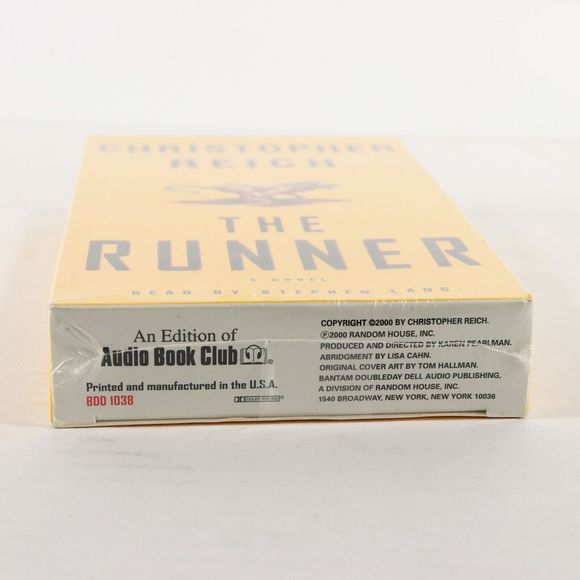 CHRISTOPHER
REICH
THE
RUNNER
A NOVEL
READ BY STEPHEN LANG
An Edition of
Audio Book Club®
Printed and manufactured in the U.S.A.
BDD 1038
DOLBY SYSTEM
COPYRIGHT ©2000 BY CHRISTOPHER REICH.
℗2000 RANDOM HOUSE, INC.
PRODUCED AND DIRECTED BY KAREN PEARLMAN.
ABRIDGMENT BY LISA CAHN.
ORIGINAL COVER ART BY TOM HALLMAN.
BANTAM DOUBLEDAY DELL AUDIO PUBLISHING,
A DIVISION OF RANDOM HOUSE, INC.
1540 BROADWAY, NEW YORK, NEW YORK 10036